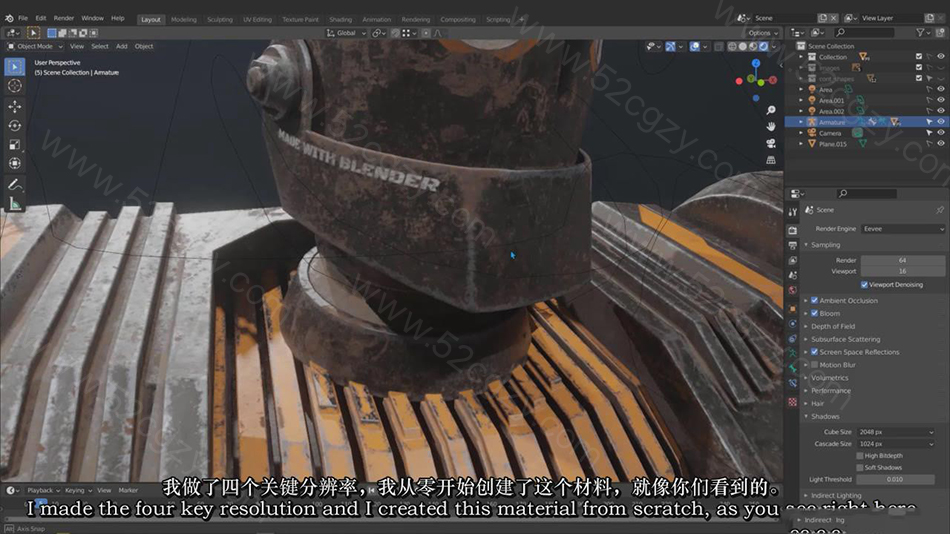 File Edit Render Window Help Layout Modeling Sculpting UV Editing Texture Paint Shading Animation Rendering Compositing Scripting + Scene View Layer
Global Options
Object Mode View Select Add Object
User Perspective
(5) Scene Collection | Armature
Scene Collection
Collection
Area
Area.001
Area.002
Armature
Camera
Plane.015
MADE WITH BLENDER
Scene
Render Engine Eevee
Sampling
Render 64
Viewport 16
Viewport Denoising
Ambient Occlusion
Bloom
Depth of Field
Subsurface Scattering
Screen Space Reflections
Motion Blur
Volumetrics
Performance
Hair
Shadows
Cube Size 2048 px
Cascade Size 1024 px
High Bitdepth
Soft Shadows
Light Threshold 0.010
Indirect Lighting
Playback Keying View Marker
我做了四个关键分辨率，我从零开始创建了这个材料，就像你们看到的。
I made the four key resolution and I created this material from scratch, as you see right here
Axis Snap
www.52cgzy.com